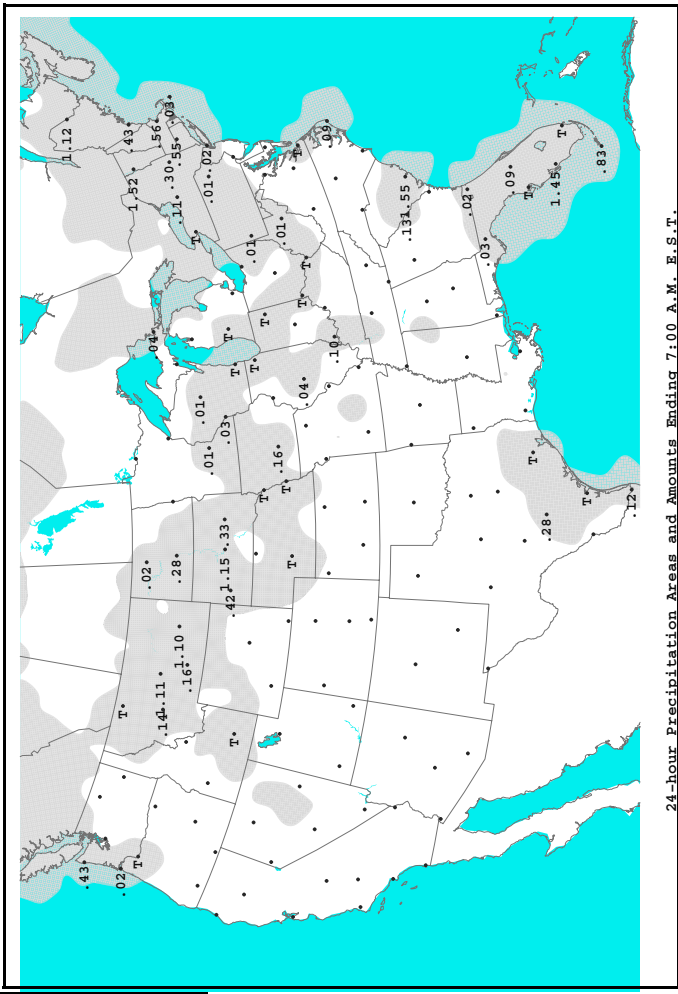 1.12
.43
.02
T
.43
1.52
T
.02
.04
.56
.14
1.11
.30
.03
.28
.11
.55
1.10
.16
T
.01
.01
.01
.02
1.15
.33
.03
T
.42
T
T
.01
T
T
T
.16
.01
T
T
T
T
.04
T
.09
.10
.13
1.55
.02
.03
.09
T
T
.28
1.45
T
T
.83
.12
24-hour Precipitation Areas and Amounts Ending 7:00 A.M. E.S.T.